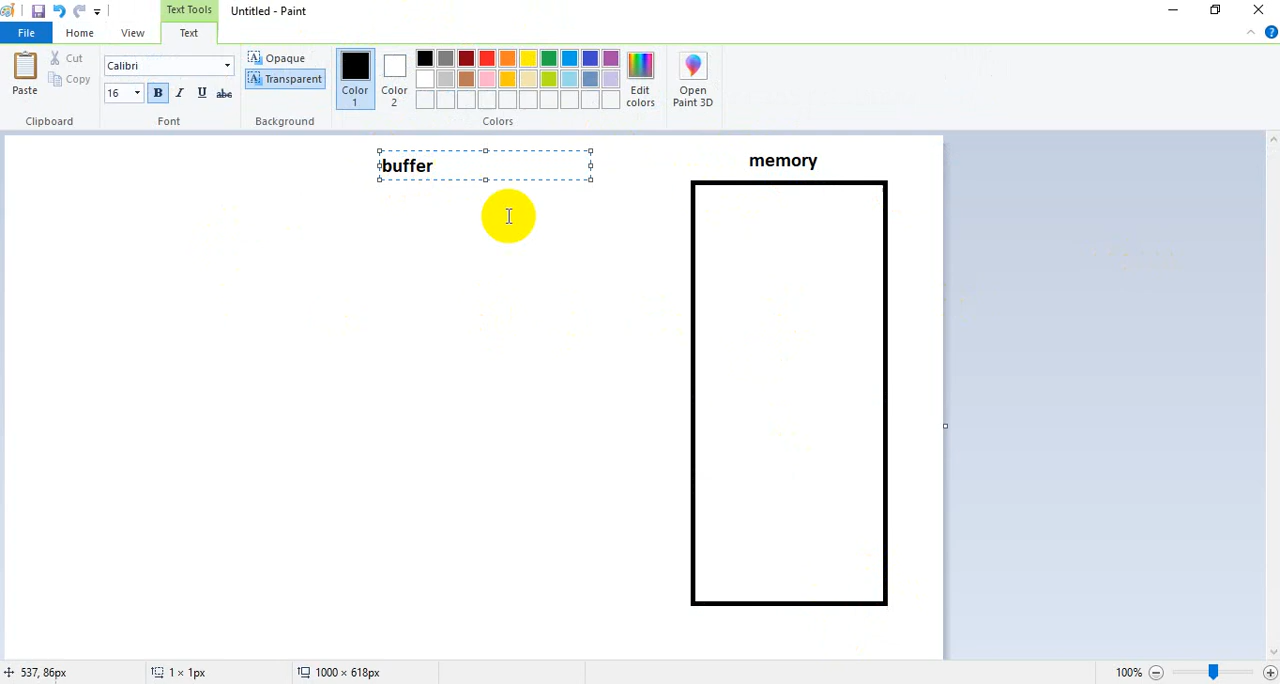 Text Tools
Untitled - Paint
File
Home
View
Text
Paste
Cut
Copy
Clipboard
Calibri
16
B I U abc
Font
Opaque
Transparent
Background
Color 1
Color 2
Edit colors
Colors
Open Paint 3D
buffer
memory
537, 86px
1 × 1px
1000 × 618px
100%